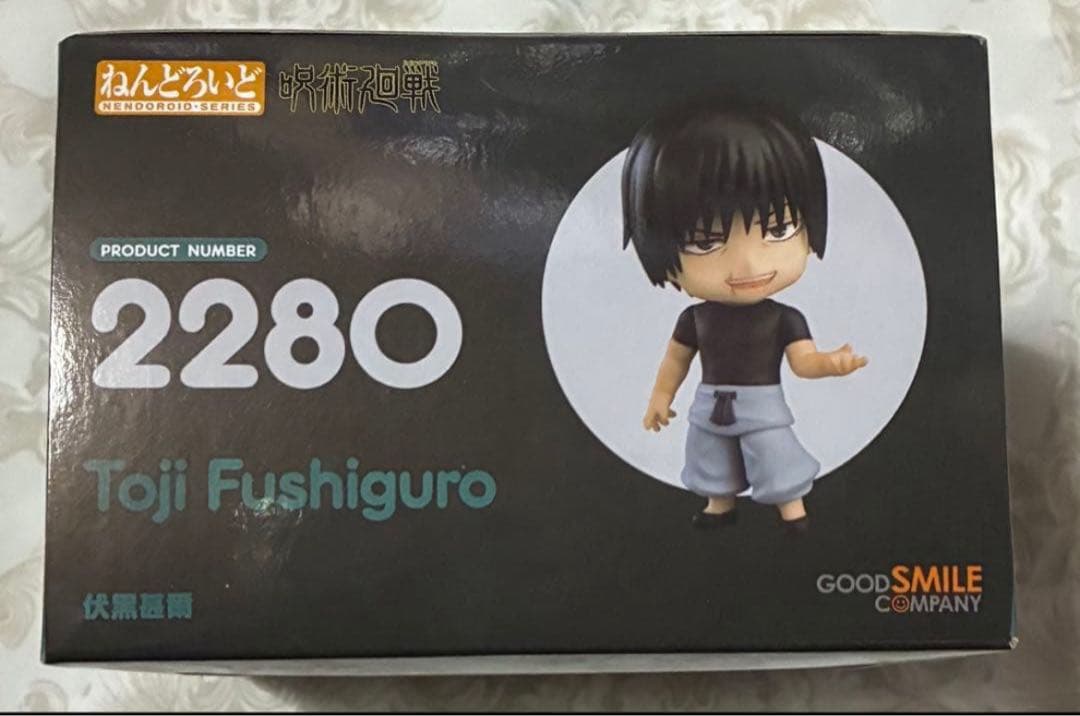 ねんどろいど
NENDOROID・SERIES
呪術廻戦
PRODUCT NUMBER
2280
Toji Fushiguro
伏黒甚爾
GOOD SMILE
COMPANY